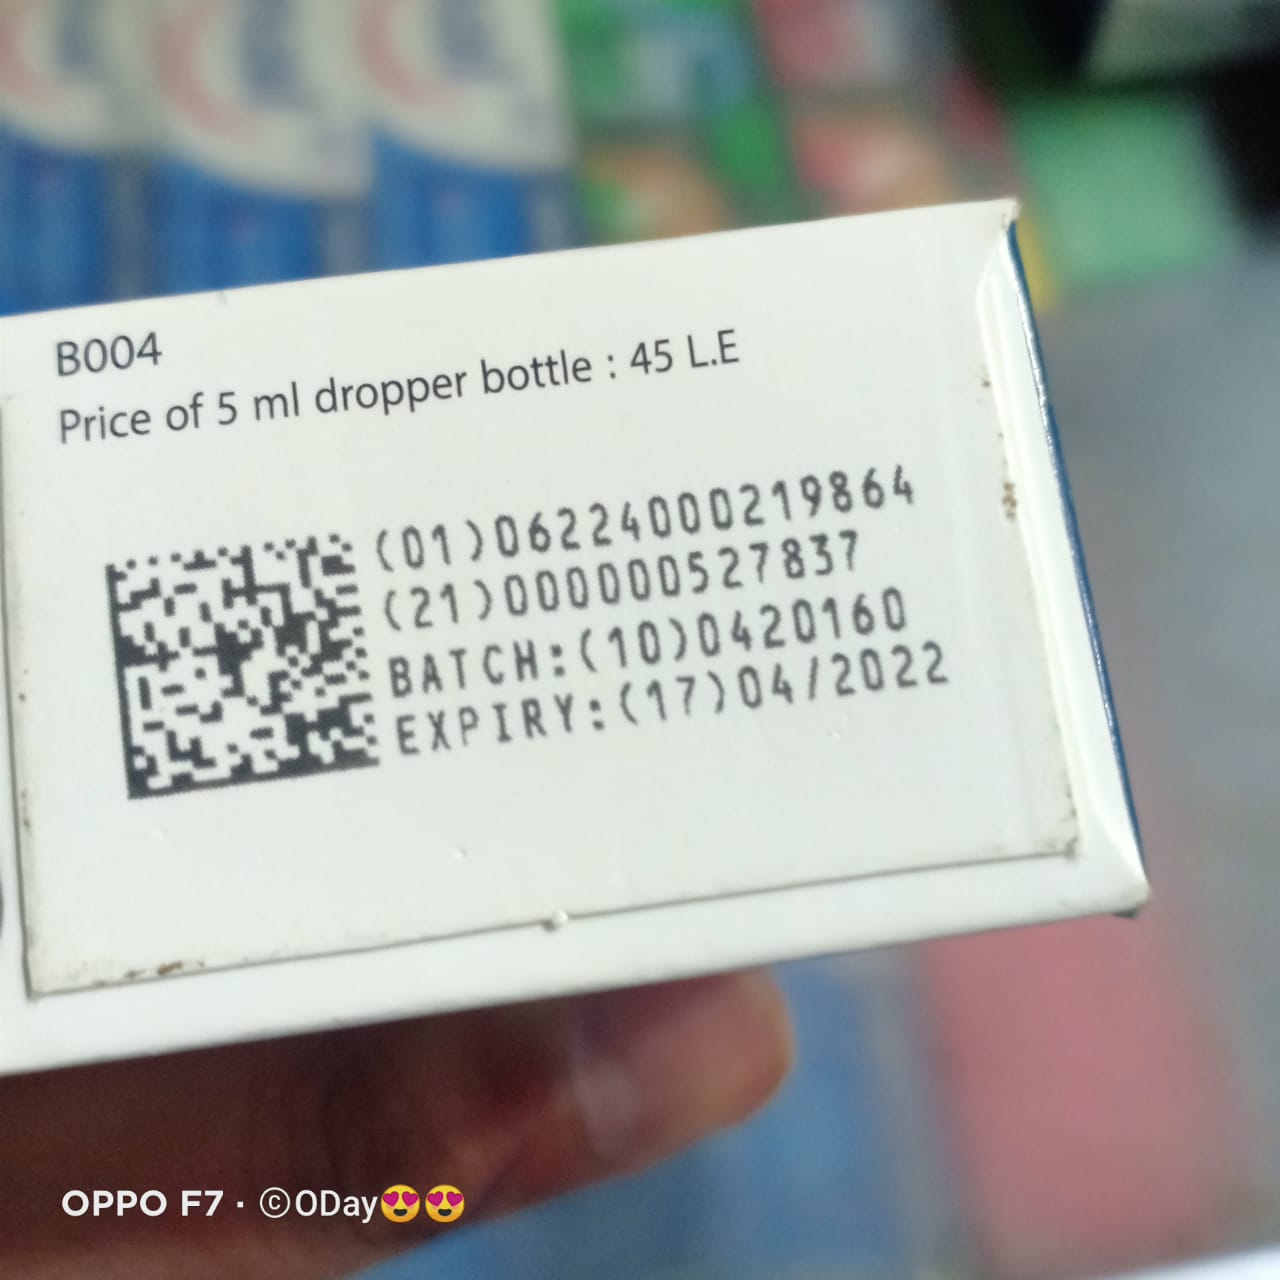 B004
Price of 5 ml dropper bottle : 45 L.E
(01)06224000219864
(21)000000527837
BATCH:(10)0420160
EXPIRY:(17)04/2022
OPPO F7 · ©ODay😍😍